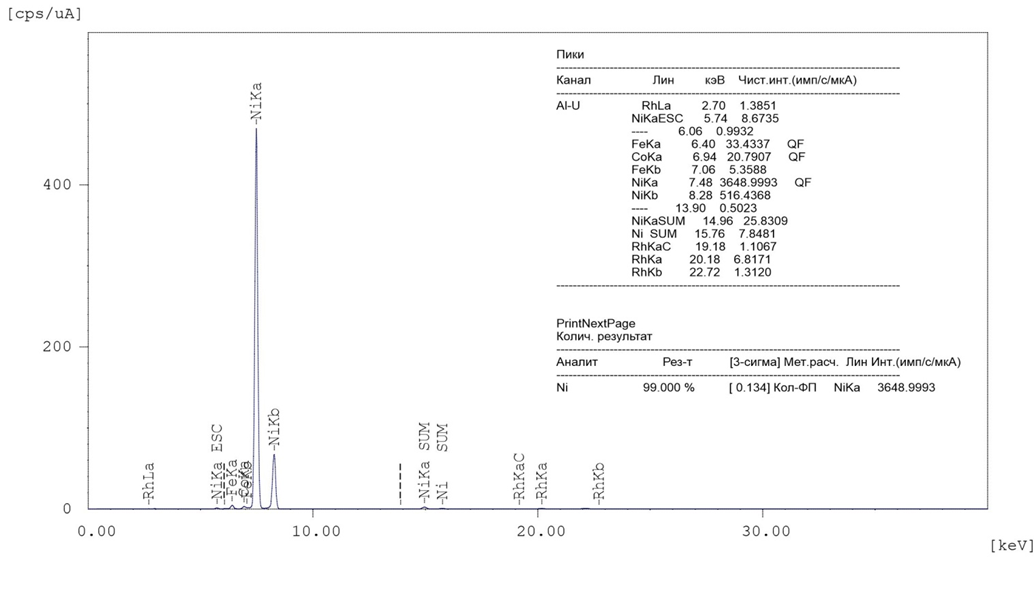 [cps/uA]
Пики
Канал Лин кэВ Чист.инт.(имп/с/мкА)
Al-U RhLa 2.70 1.3851
NiKaESC 5.74 8.6735
---- 6.06 0.9932
FeKa 6.40 33.4337 QF
CoKa 6.94 20.7907 QF
FeKb 7.06 5.3588
NiKa 7.48 3648.9993 QF
NiKb 8.28 516.4368
---- 13.90 0.5023
NiKaSUM 14.96 25.8309
Ni SUM 15.76 7.8481
RhKaC 19.18 1.1067
RhKa 20.18 6.8171
RhKb 22.72 1.3120
PrintNextPage
Колич. результат
Аналит Рез-т [3-сигма] Мет.расч. Лин Инт.(имп/с/мкА)
Ni 99.000 % [ 0.134] Кол-ФП NiKa 3648.9993
400
200
0
-RhLa
-NiKa ESC
-FeKa
-CoKa
-FeKb
-NiKa
-NiKb
-NiKa SUM
-Ni SUM
-RhKaC
-RhKa
-RhKb
0.00 10.00 20.00 30.00
[keV]